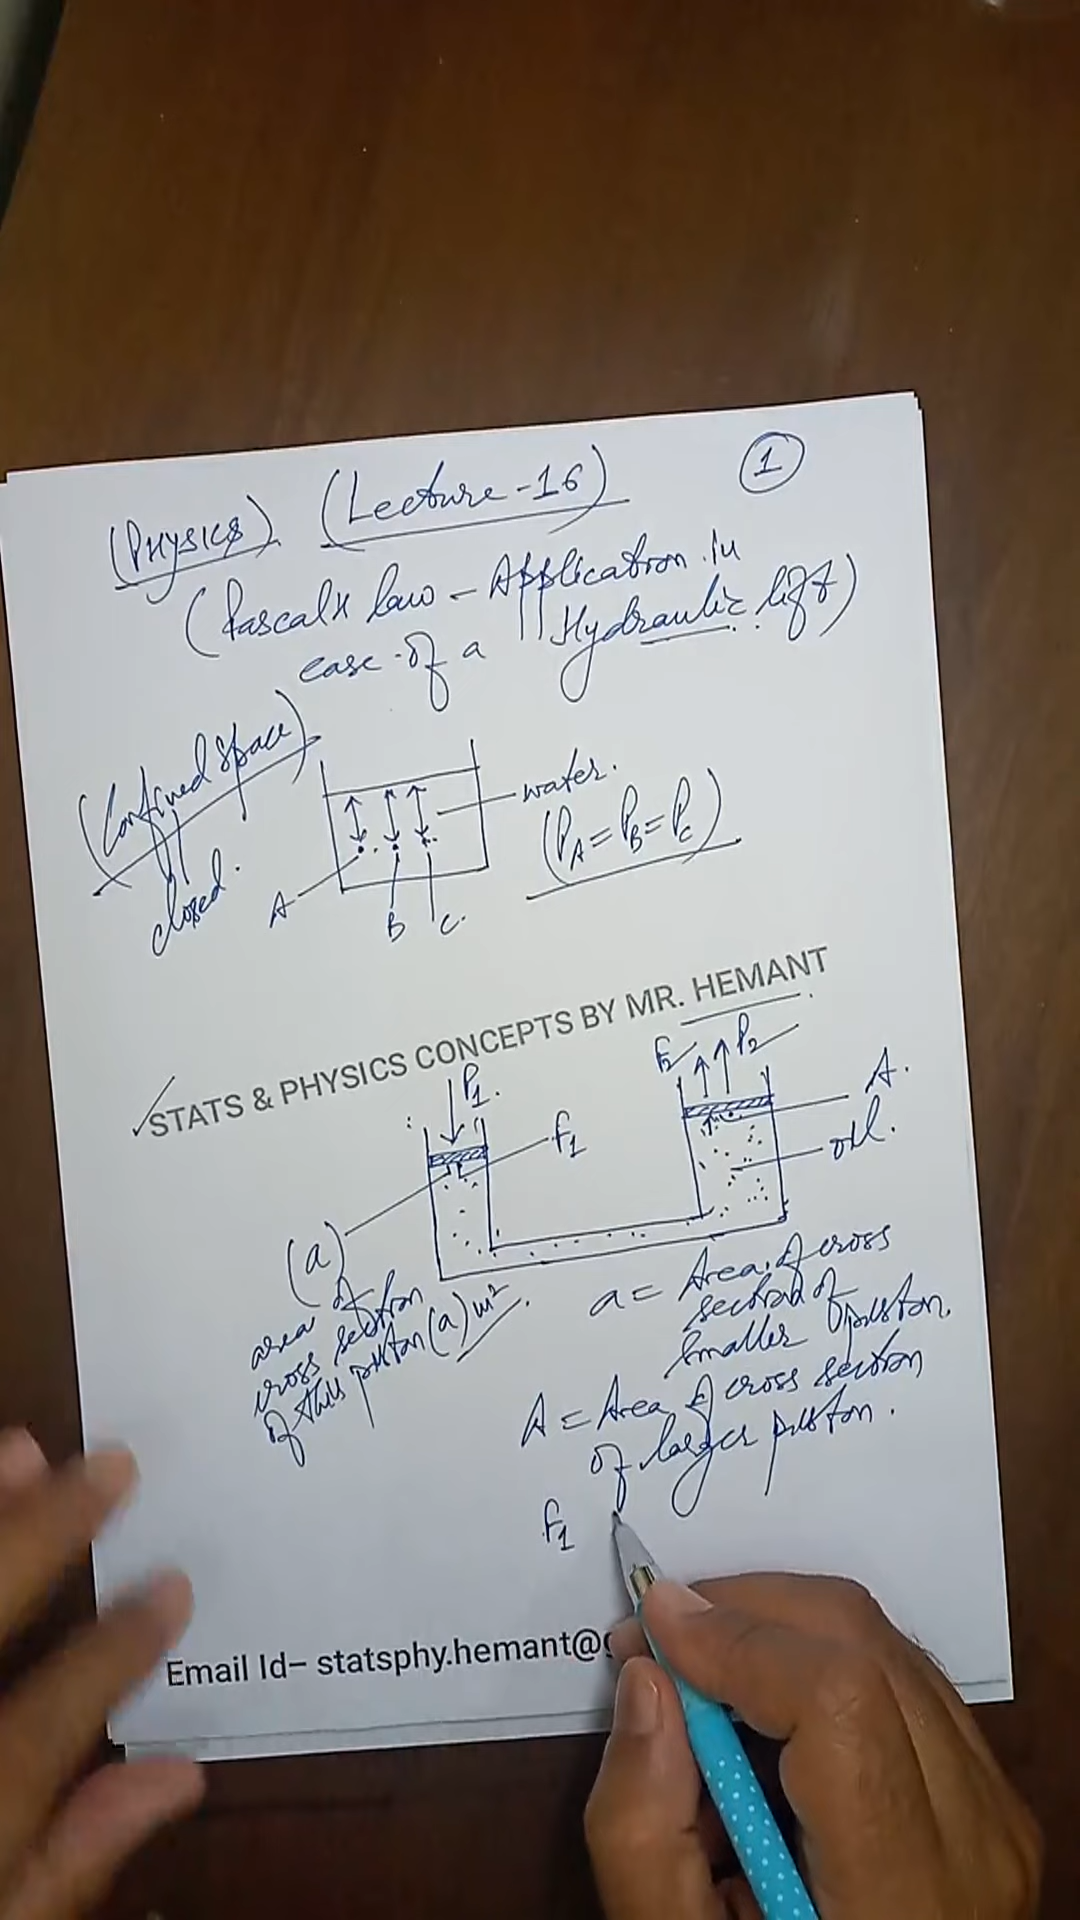 (PHYSICS) (Lecture-16) 1
(Pascal's law - Application in
case of a Hydraulic lift)
(Confined space)
closed.
water.
(PA = PB = PC)
A
B
C.
STATS & PHYSICS CONCEPTS BY MR. HEMANT
P1.
F2
P2
f1
A.
oil.
(a)
area of
cross section
of this piston (a) m²
a = Area of cross
section of
smaller piston.
A = Area of cross section
of larger piston.
f1
Email Id– statsphy.hemant@g